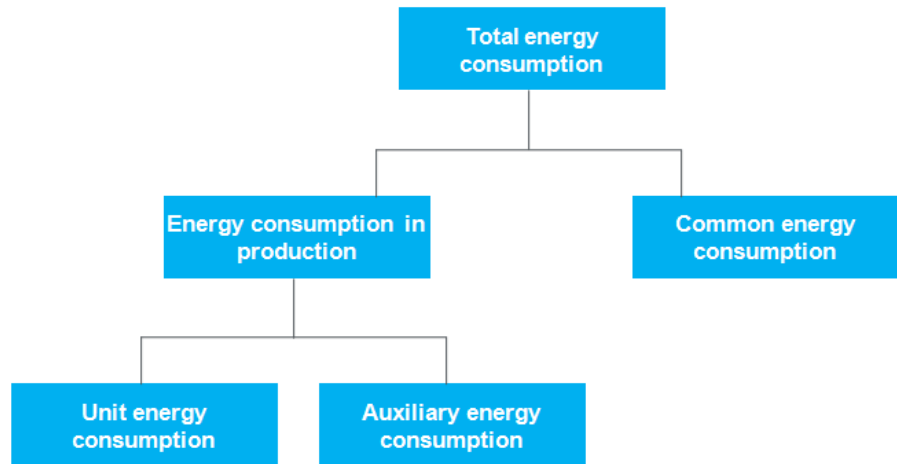 Total energy
consumption
Energy consumption in
production
Common energy
consumption
Unit energy
consumption
Auxiliary energy
consumption